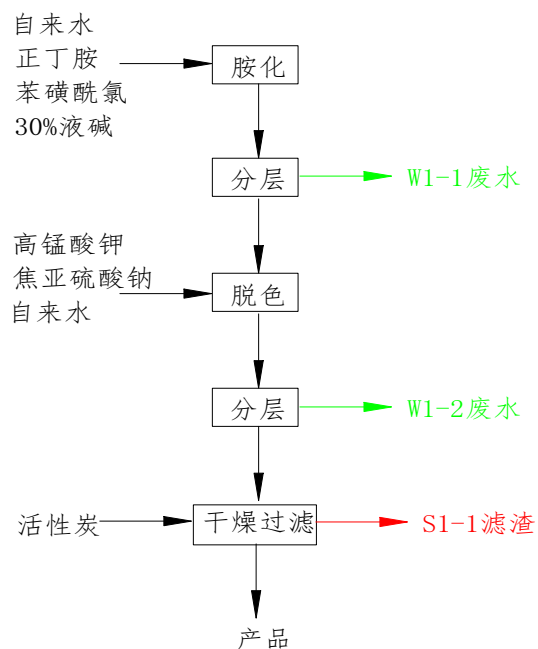 自来水
正丁胺
苯磺酰氯
30%液碱
胺化
分层
W1-1废水
高锰酸钾
焦亚硫酸钠
自来水
脱色
分层
W1-2废水
活性炭
干燥过滤
S1-1滤渣
产品